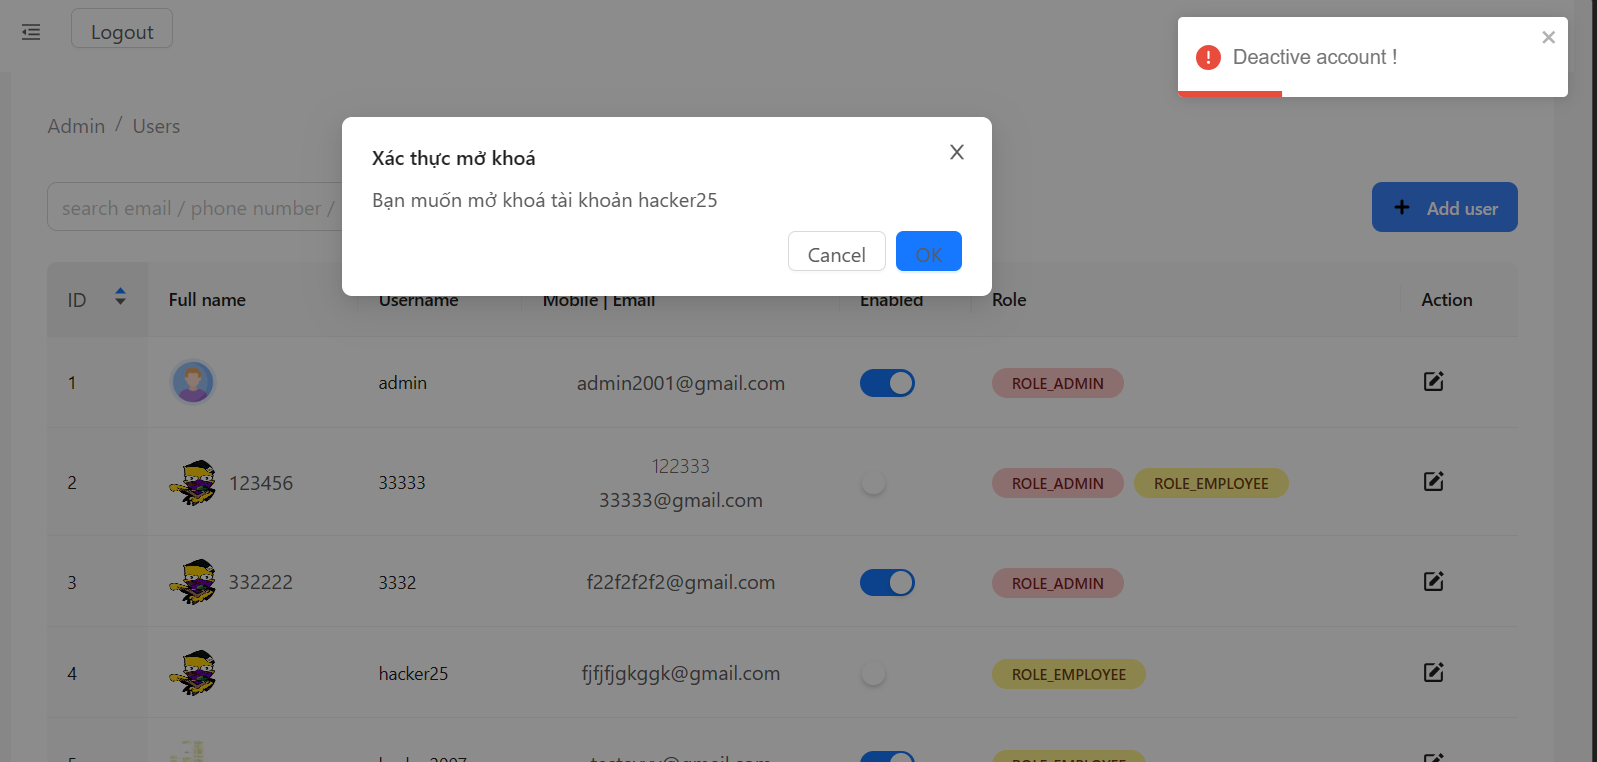 Logout
Deactive account !
Admin / Users
Xác thực mở khoá
Bạn muốn mở khoá tài khoản hacker25
Cancel OK
search email / phone number /
Add user
ID Full name Username Mobile | Email Enabled Role Action
1 admin admin2001@gmail.com ROLE_ADMIN
2 123456 33333 122333 33333@gmail.com ROLE_ADMIN ROLE_EMPLOYEE
3 332222 3332 f22f2f2f2@gmail.com ROLE_ADMIN
4 hacker25 fjfjfjgkggk@gmail.com ROLE_EMPLOYEE
ROLE_EMPLOYEE